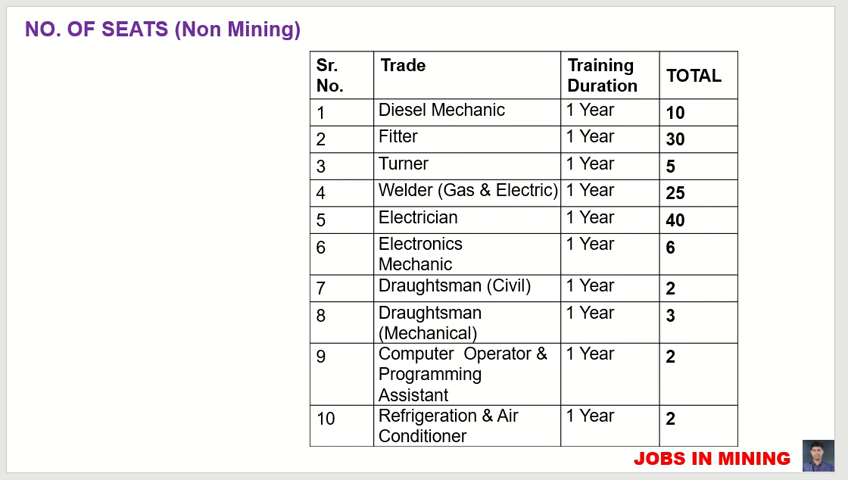 NO. OF SEATS (Non Mining)
Sr. No. Trade Training Duration TOTAL
1 Diesel Mechanic 1 Year 10
2 Fitter 1 Year 30
3 Turner 1 Year 5
4 Welder (Gas & Electric) 1 Year 25
5 Electrician 1 Year 40
6 Electronics Mechanic 1 Year 6
7 Draughtsman (Civil) 1 Year 2
8 Draughtsman (Mechanical) 1 Year 3
9 Computer Operator & Programming Assistant 1 Year 2
10 Refrigeration & Air Conditioner 1 Year 2
JOBS IN MINING